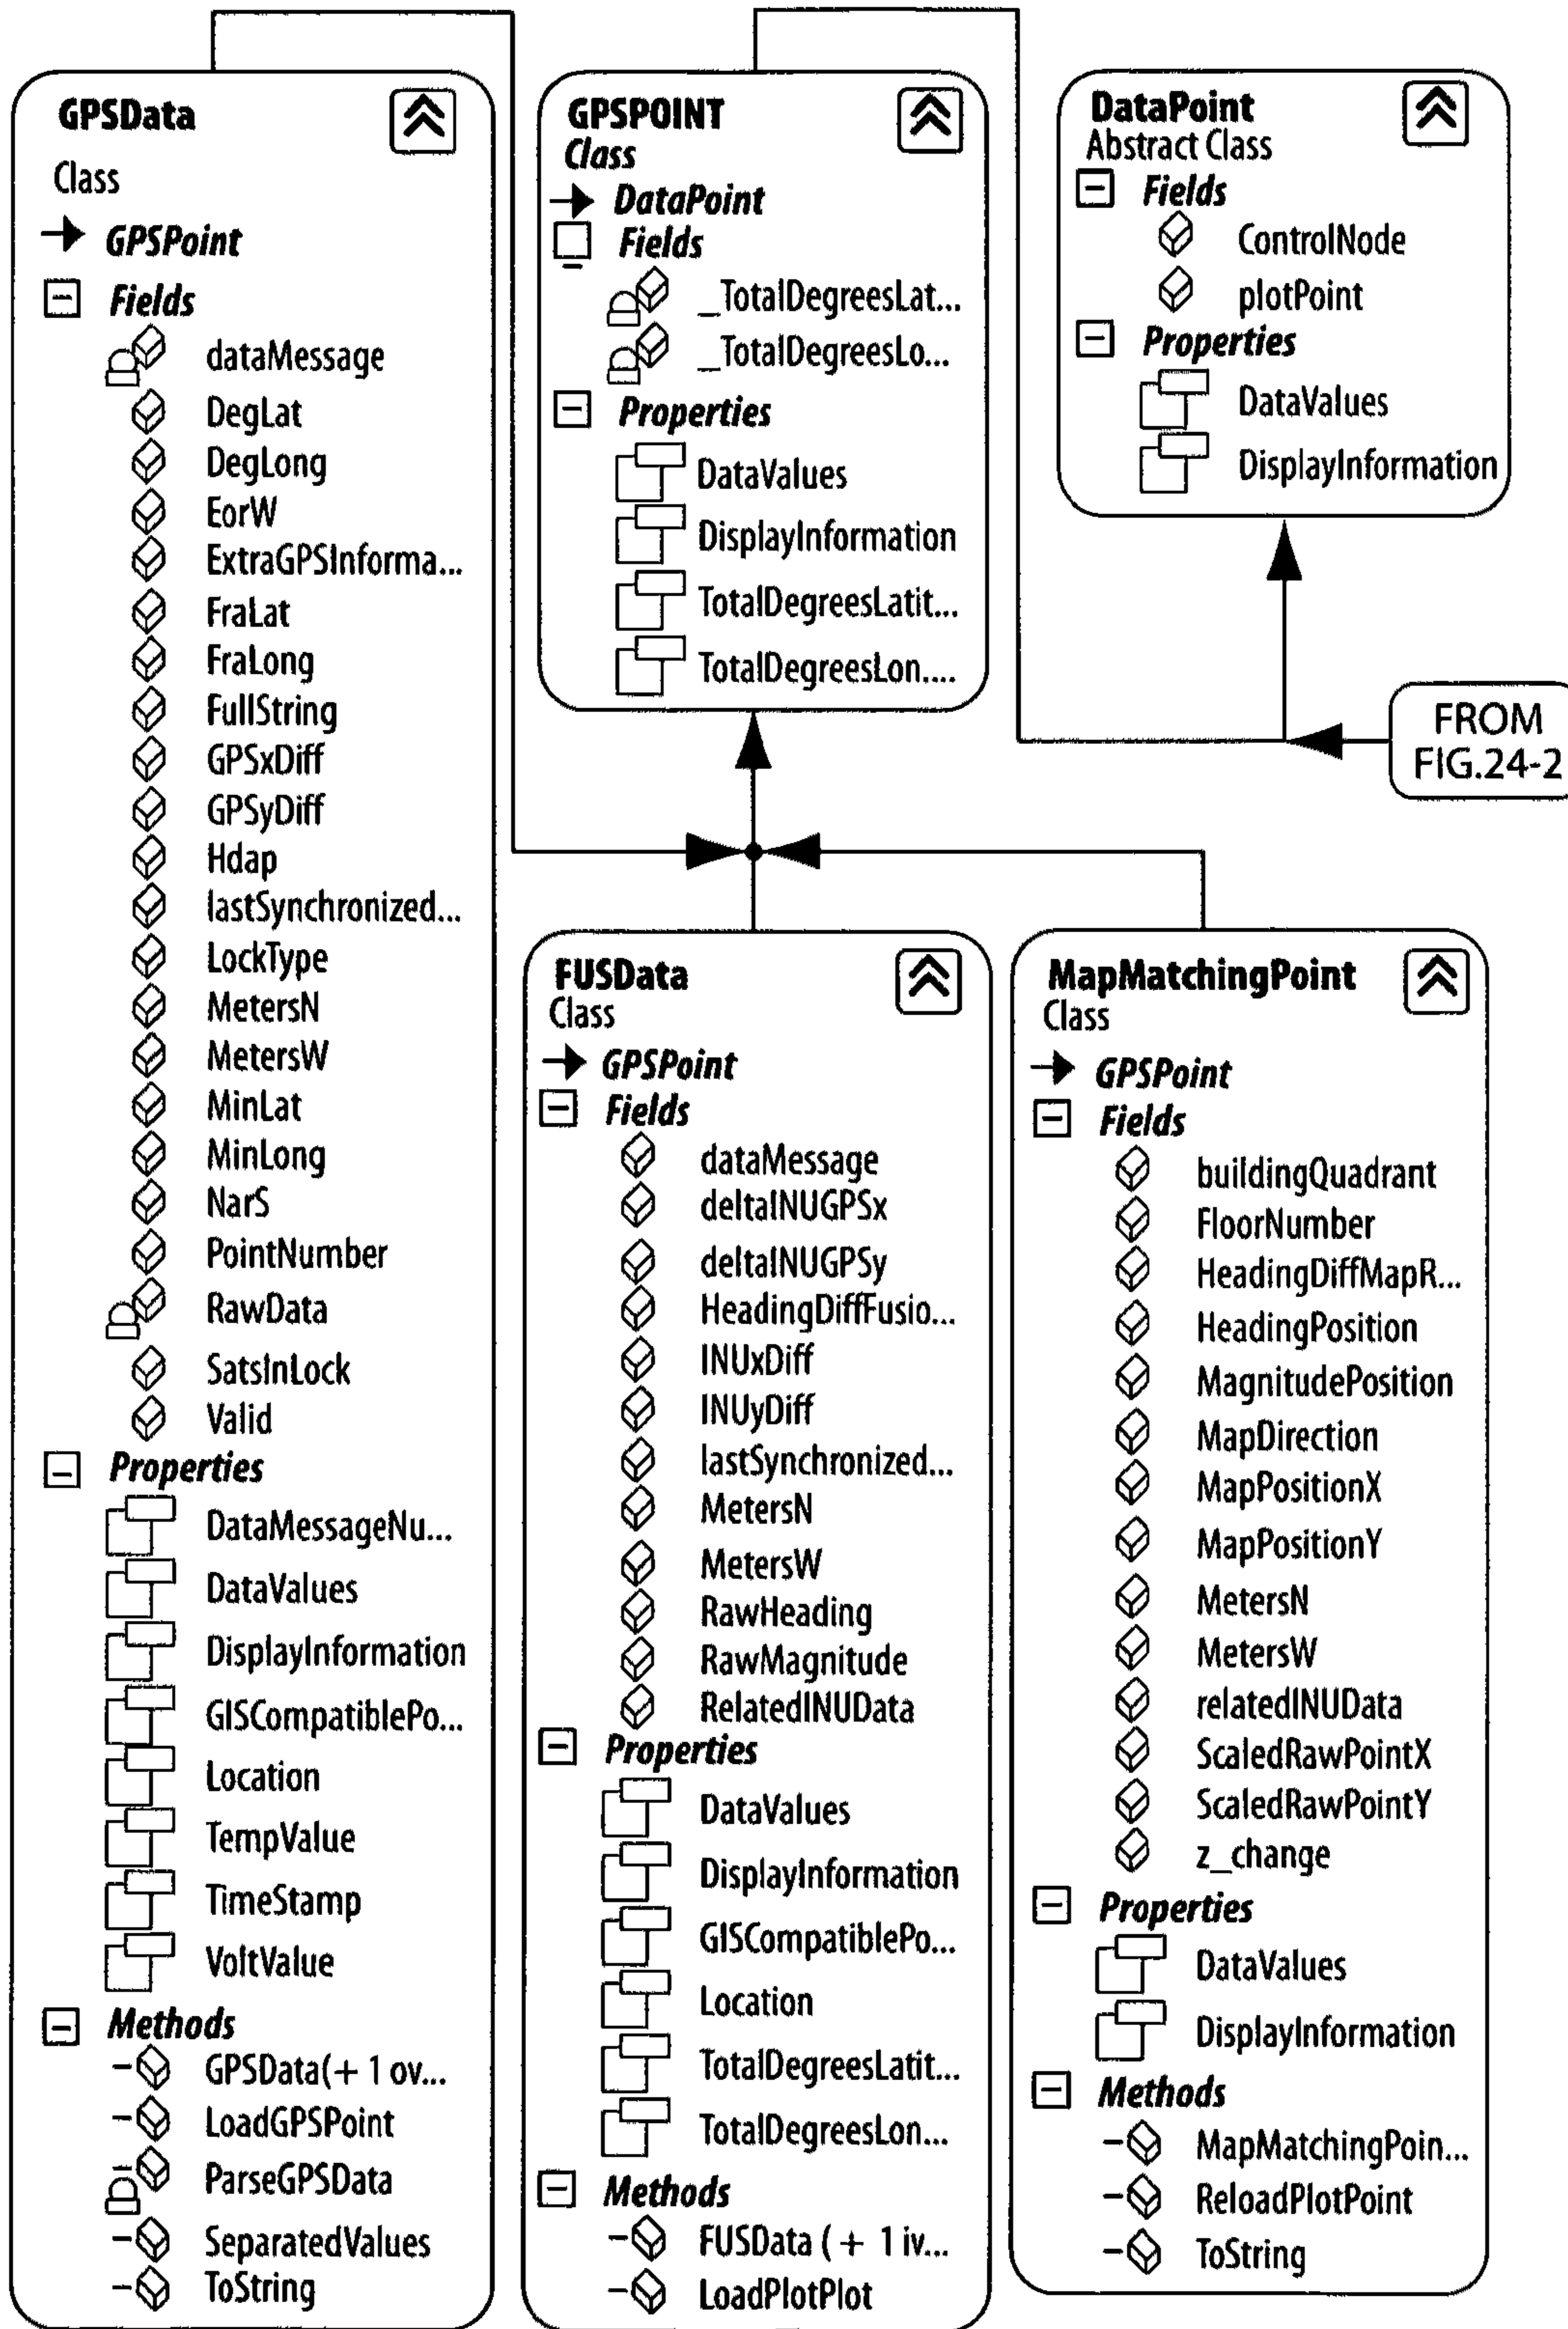 GPSData
Class
GPSPoint
Fields
dataMessage
DegLat
DegLong
EorW
ExtraGPSInforma...
FraLat
FraLong
FullString
GPSxDiff
GPSyDiff
Hdap
lastSynchronized...
LockType
MetersN
MetersW
MinLat
MinLong
NarS
PointNumber
RawData
SatsInLock
Valid
Properties
DataMessageNu...
DataValues
DisplayInformation
GISCompatiblePo...
Location
TempValue
TimeStamp
VoltValue
Methods
GPSData(+ 1 ov...
LoadGPSPoint
ParseGPSData
SeparatedValues
ToString
GPSPOINT
Class
DataPoint
Fields
_TotalDegreesLat...
_TotalDegreesLo...
Properties
DataValues
DisplayInformation
TotalDegreesLatit...
TotalDegreesLon....
DataPoint
Abstract Class
Fields
ControlNode
plotPoint
Properties
DataValues
DisplayInformation
FROM
FIG.24-2
FUSData
Class
GPSPoint
Fields
dataMessage
deltaINUGPSx
deltaINUGPSy
HeadingDiffFusio...
INUxDiff
INUyDiff
lastSynchronized...
MetersN
MetersW
RawHeading
RawMagnitude
RelatedINUData
Properties
DataValues
DisplayInformation
GISCompatiblePo...
Location
TotalDegreesLatit...
TotalDegreesLon...
Methods
FUSData ( + 1 iv...
LoadPlotPlot
MapMatchingPoint
Class
GPSPoint
Fields
buildingQuadrant
FloorNumber
HeadingDiffMapR...
HeadingPosition
MagnitudePosition
MapDirection
MapPositionX
MapPositionY
MetersN
MetersW
relatedINUData
ScaledRawPointX
ScaledRawPointY
z_change
Properties
DataValues
DisplayInformation
Methods
MapMatchingPoin...
ReloadPlotPoint
ToString